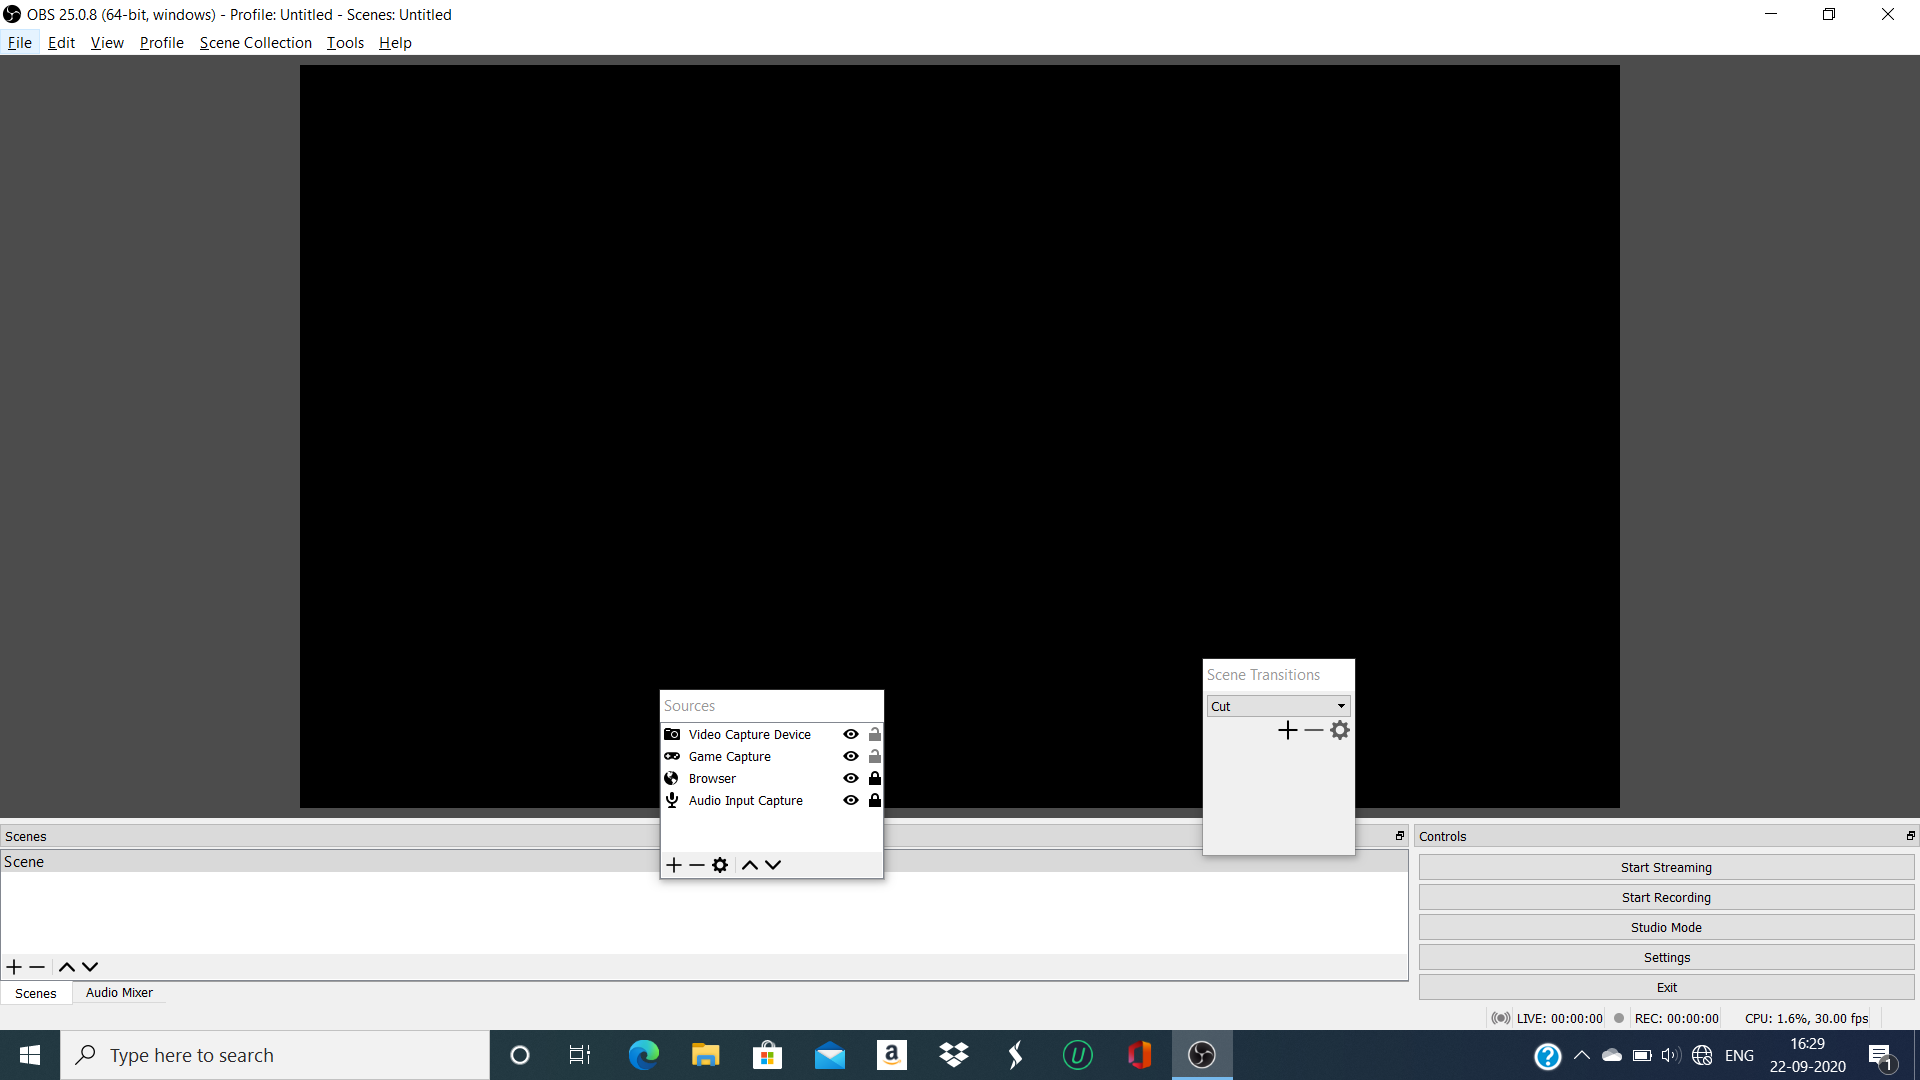 OBS 25.0.8 (64-bit, windows) - Profile: Untitled - Scenes: Untitled
File Edit View Profile Scene Collection Tools Help
Scene Transitions
Cut
Sources
Video Capture Device
Game Capture
Browser
Audio Input Capture
Scenes
Scene
Scenes Audio Mixer
Controls
Start Streaming
Start Recording
Studio Mode
Settings
Exit
LIVE: 00:00:00 REC: 00:00:00 CPU: 1.6%, 30.00 fps
Type here to search
a
U
?
ENG
16:29
22-09-2020
1